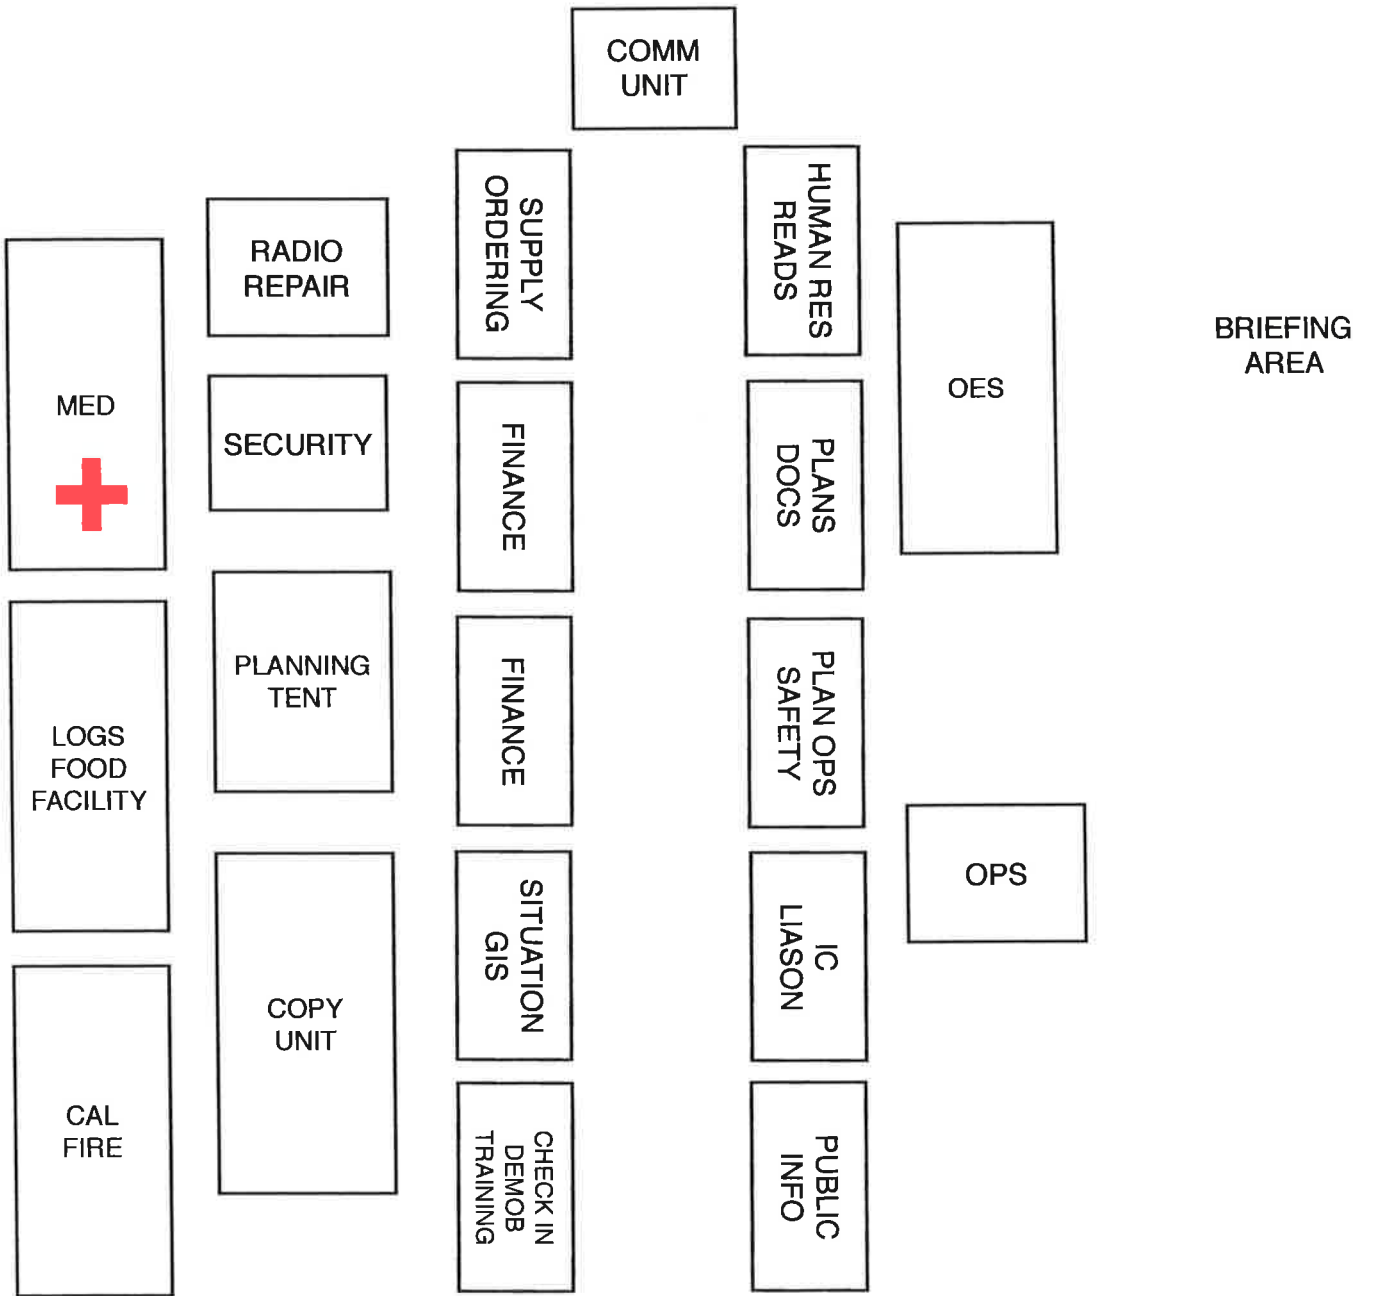 COMM
UNIT
SUPPLY
ORDERING
HUMAN RES
READS
RADIO
REPAIR
OES
BRIEFING
AREA
MED
SECURITY
FINANCE
PLANS
DOCS
PLANNING
TENT
FINANCE
PLAN OPS
SAFETY
LOGS
FOOD
FACILITY
OPS
SITUATION
GIS
IC
LIASON
COPY
UNIT
CAL
FIRE
CHECK IN
DEMOB
TRAINING
PUBLIC
INFO